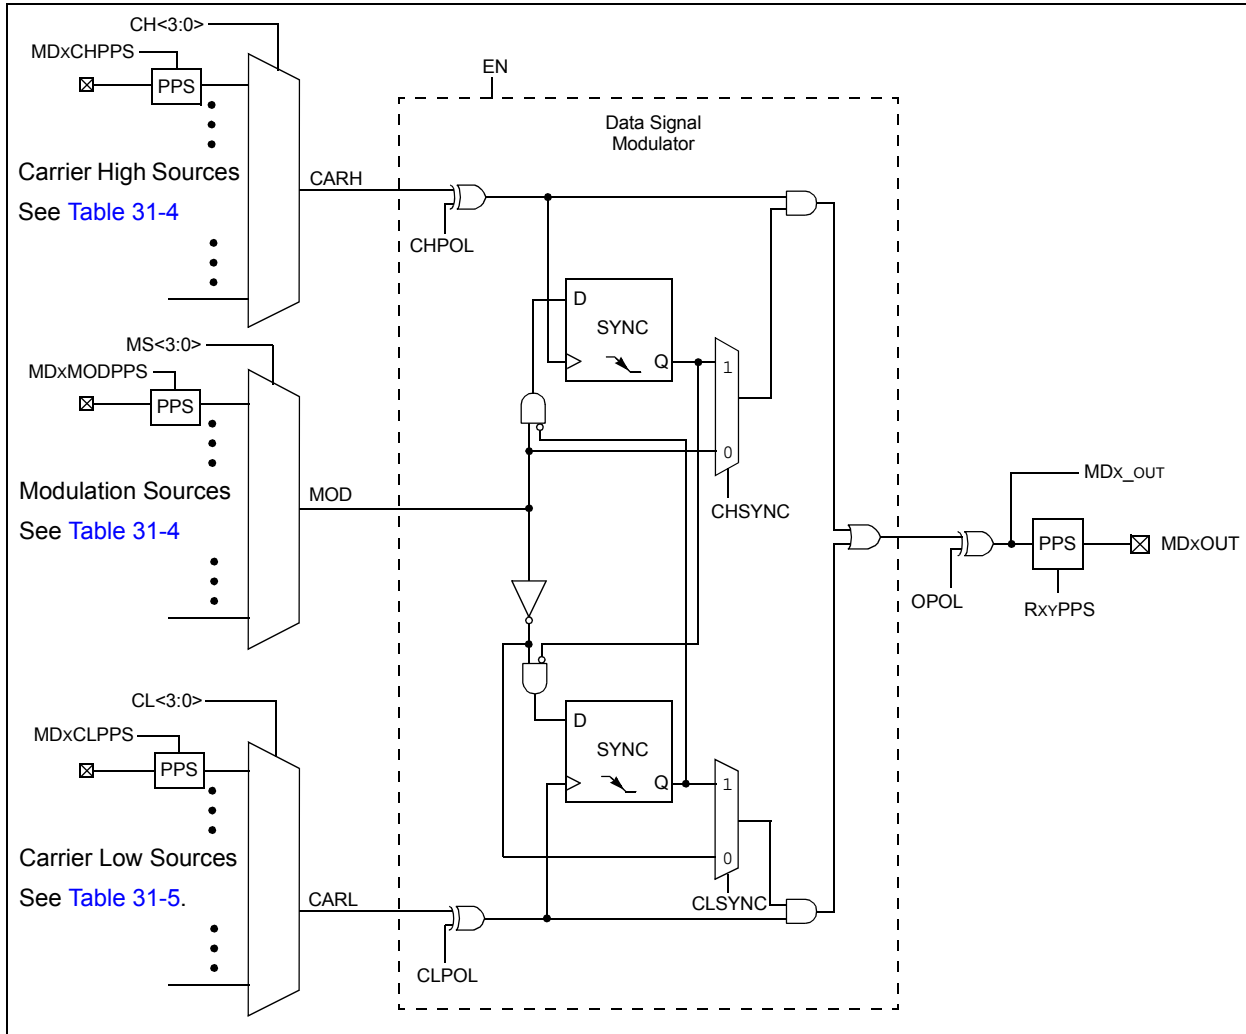 CH<3:0>
MDxCHPPS
PPS
Carrier High Sources
See Table 31-4
CARH
MS<3:0>
MDxMODPPS
PPS
Modulation Sources
See Table 31-4
MOD
CL<3:0>
MDxCLPPS
PPS
Carrier Low Sources
See Table 31-5.
CARL
EN
Data Signal
Modulator
CHPOL
D
SYNC
Q
1
0
CHSYNC
D
SYNC
Q
1
0
CLSYNC
CLPOL
OPOL
MDx_OUT
PPS
MDxOUT
RxyPPS